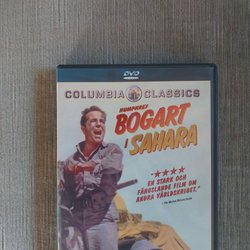 DVD
COLUMBIA CLASSICS
HUMPHREY
BOGART
I
SAHARA
★★★★
EN STARK OCH
FÄNGSLANDE FILM OM
ANDRA VÄRLDSKRIGET.